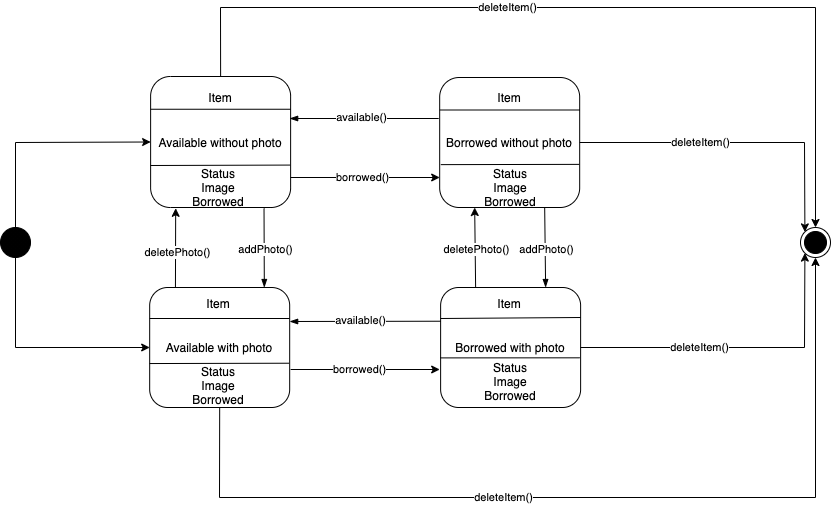 deleteItem()
Item
Item
available()
Available without photo
Borrowed without photo
deleteItem()
Status
Image
Borrowed
borrowed()
Status
Image
Borrowed
deletePhoto()
addPhoto()
deletePhoto()
addPhoto()
Item
Item
available()
Available with photo
Borrowed with photo
deleteItem()
Status
Image
Borrowed
borrowed()
Status
Image
Borrowed
deleteItem()